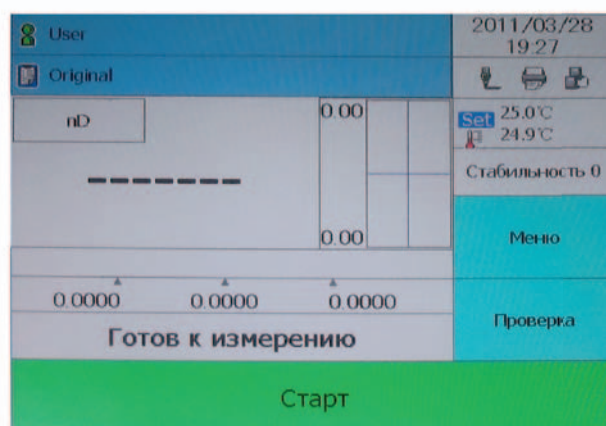 User
2011/03/28
19:27
Original
nD
0.00
Set 25.0℃
24.9℃
Стабильность 0
-------
0.00
Меню
0.0000 0.0000 0.0000
Проверка
Готов к измерению
Старт